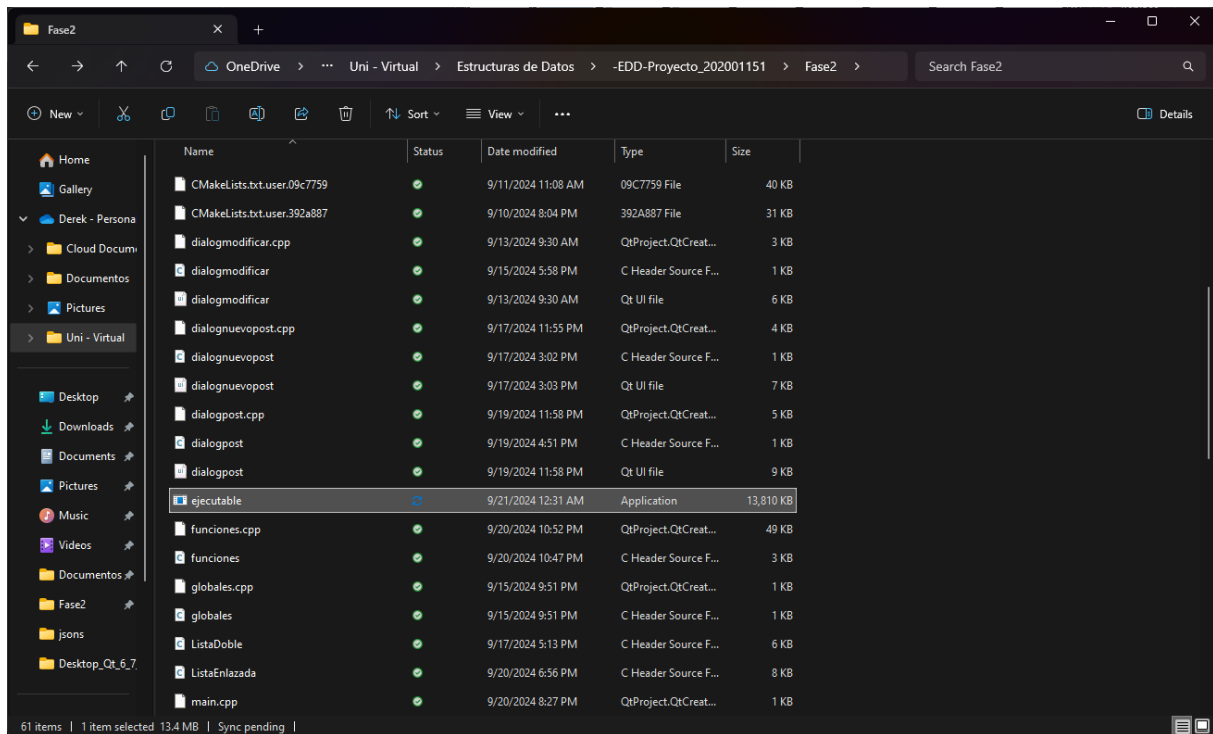 Fase2
OneDrive > ··· Uni - Virtual > Estructuras de Datos > -EDD-Proyecto_202001151 > Fase2 > Search Fase2
New Sort View ··· Details
Name Status Date modified Type Size
Home
Gallery
Derek - Persona
Cloud Docum
Documentos
Pictures
Uni - Virtual
Desktop
Downloads
Documents
Pictures
Music
Videos
Documentos
Fase2
jsons
Desktop_Qt_6_7_
CMakeLists.txt.user.09c7759 9/11/2024 11:08 AM 09C7759 File 40 KB
CMakeLists.txt.user.392a887 9/10/2024 8:04 PM 392A887 File 31 KB
dialogmodificar.cpp 9/13/2024 9:30 AM QtProject.QtCreat... 3 KB
dialogmodificar 9/15/2024 5:58 PM C Header Source F... 1 KB
dialogmodificar 9/13/2024 9:30 AM Qt UI file 6 KB
dialognuevopost.cpp 9/17/2024 11:55 PM QtProject.QtCreat... 4 KB
dialognuevopost 9/17/2024 3:02 PM C Header Source F... 1 KB
dialognuevopost 9/17/2024 3:03 PM Qt UI file 7 KB
dialogpost.cpp 9/19/2024 11:58 PM QtProject.QtCreat... 5 KB
dialogpost 9/19/2024 4:51 PM C Header Source F... 1 KB
dialogpost 9/19/2024 11:58 PM Qt UI file 9 KB
ejecutable 9/21/2024 12:31 AM Application 13,810 KB
funciones.cpp 9/20/2024 10:52 PM QtProject.QtCreat... 49 KB
funciones 9/20/2024 10:47 PM C Header Source F... 3 KB
globales.cpp 9/15/2024 9:51 PM QtProject.QtCreat... 1 KB
globales 9/15/2024 9:51 PM C Header Source F... 1 KB
ListaDoble 9/17/2024 5:13 PM C Header Source F... 6 KB
ListaEnlazada 9/20/2024 6:56 PM C Header Source F... 8 KB
main.cpp 9/20/2024 8:27 PM QtProject.QtCreat... 1 KB
61 items | 1 item selected 13.4 MB | Sync pending |